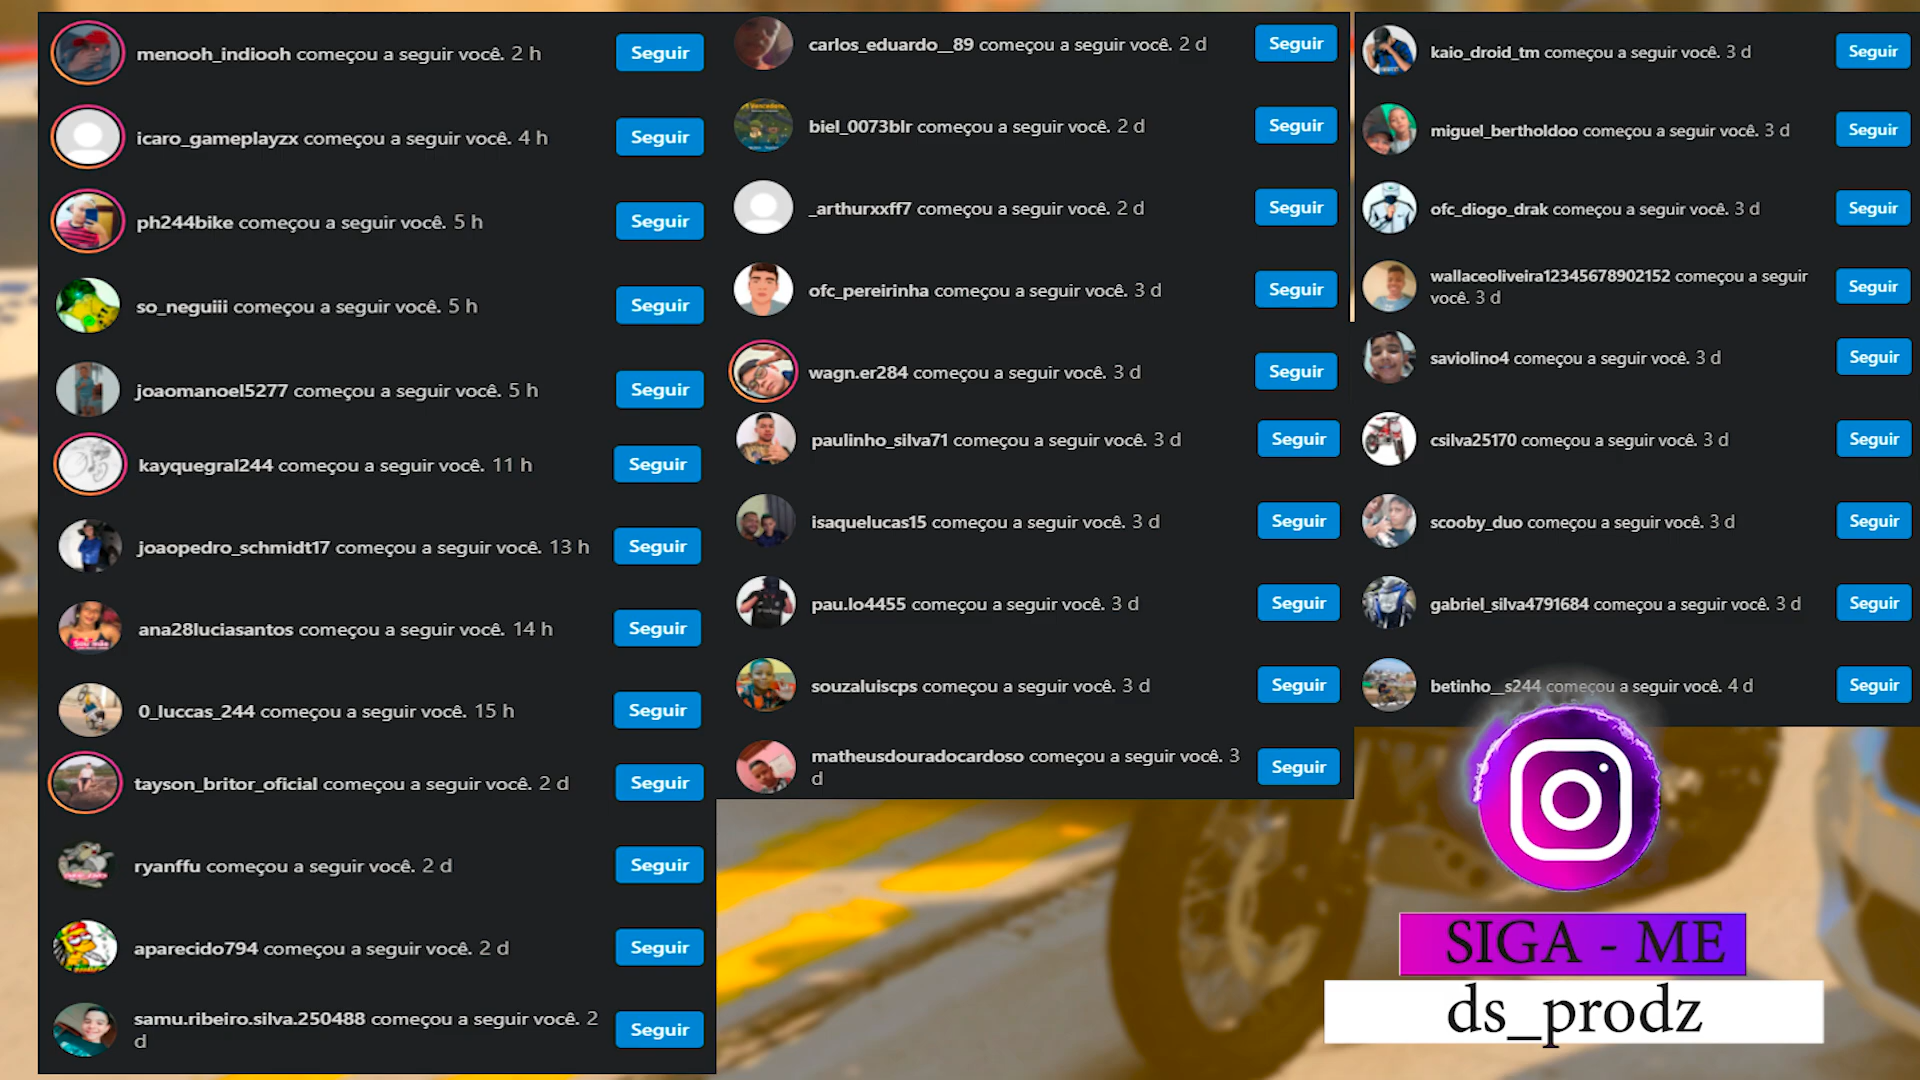 menooh_indiooh começou a seguir você. 2 h
Seguir
icaro_gameplayzx começou a seguir você. 4 h
Seguir
ph244bike começou a seguir você. 5 h
Seguir
so_neguiii começou a seguir você. 5 h
Seguir
joaomanoel5277 começou a seguir você. 5 h
Seguir
kayquegral244 começou a seguir você. 11 h
Seguir
joaopedro_schmidt17 começou a seguir você. 13 h
Seguir
ana28luciasantos começou a seguir você. 14 h
Seguir
0_luccas_244 começou a seguir você. 15 h
Seguir
tayson_britor_oficial começou a seguir você. 2 d
Seguir
ryanffu começou a seguir você. 2 d
Seguir
aparecido794 começou a seguir você. 2 d
Seguir
samu.ribeiro.silva.250488 começou a seguir você. 2
d
Seguir
carlos_eduardo__89 começou a seguir você. 2 d
Seguir
biel_0073blr começou a seguir você. 2 d
Seguir
_arthurxxff7 começou a seguir você. 2 d
Seguir
ofc_pereirinha começou a seguir você. 3 d
Seguir
wagn.er284 começou a seguir você. 3 d
Seguir
paulinho_silva71 começou a seguir você. 3 d
Seguir
isaquelucas15 começou a seguir você. 3 d
Seguir
pau.lo4455 começou a seguir você. 3 d
Seguir
souzaluiscps começou a seguir você. 3 d
Seguir
matheusdouradocardoso começou a seguir você. 3
d
Seguir
kaio_droid_tm começou a seguir você. 3 d
Seguir
miguel_bertholdoo começou a seguir você. 3 d
Seguir
ofc_diogo_drak começou a seguir você. 3 d
Seguir
wallaceoliveira12345678902152 começou a seguir
você. 3 d
Seguir
saviolino4 começou a seguir você. 3 d
Seguir
csilva25170 começou a seguir você. 3 d
Seguir
scooby_duo começou a seguir você. 3 d
Seguir
gabriel_silva4791684 começou a seguir você. 3 d
Seguir
betinho__s244 começou a seguir você. 4 d
Seguir
SIGA - ME
ds_prodz